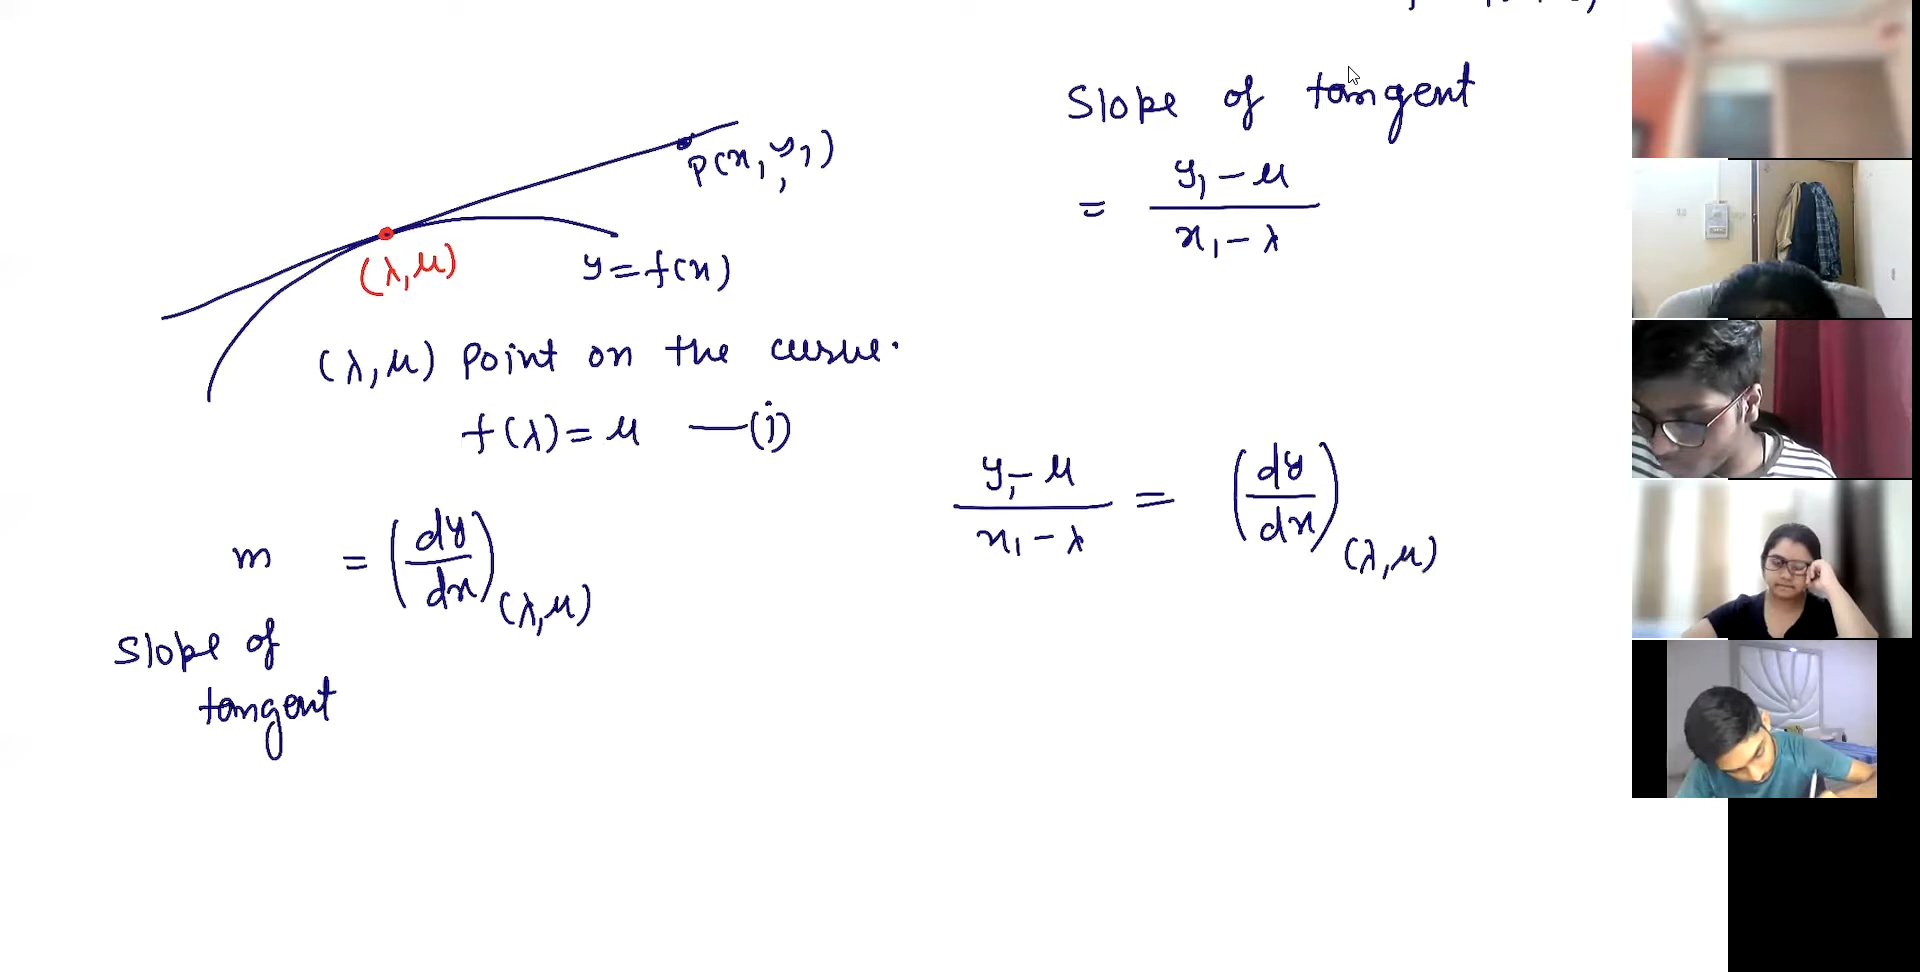 P(x₁, y₁)
(λ, μ)
y = f(x)
(λ, μ) Point on the curve.
f(λ) = μ —(i)
m = (dy/dx)(λ, μ)
Slope of
tangent
Slope of tangent
= (y₁ - μ)/(x₁ - λ)
(y₁ - μ)/(x₁ - λ) = (dy/dx)(λ, μ)